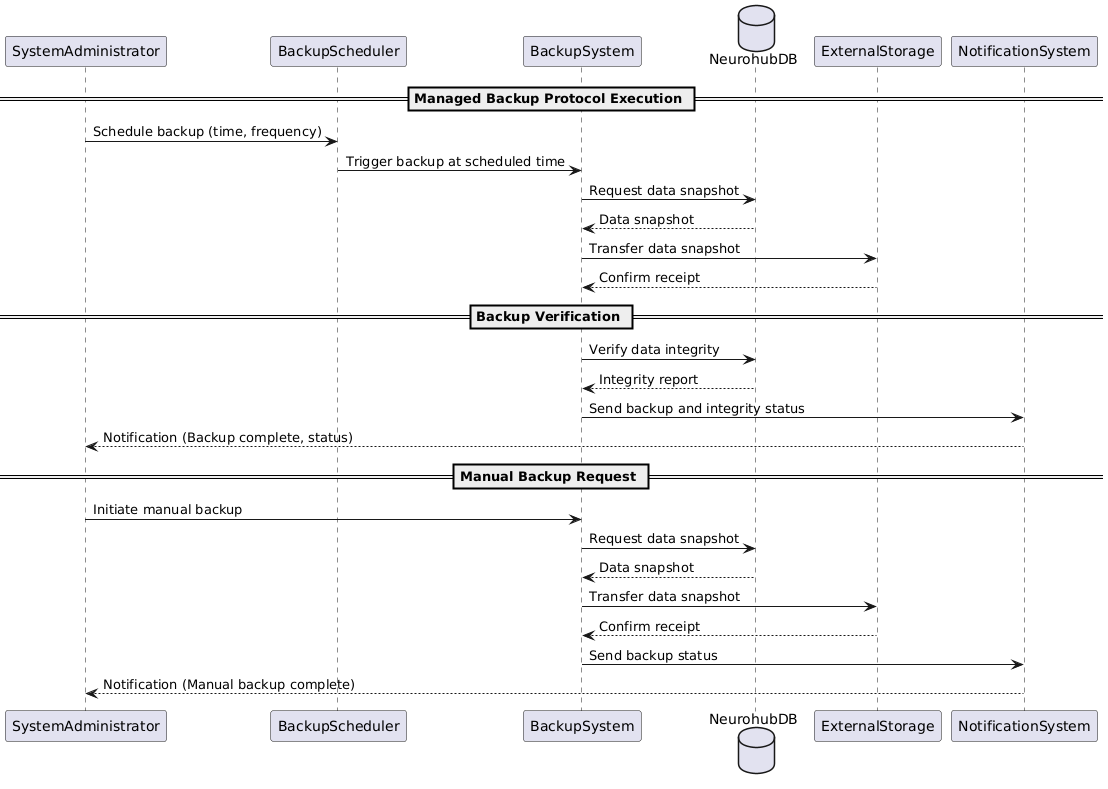 NeurohubDB
SystemAdministrator
BackupScheduler
BackupSystem
ExternalStorage
NotificationSystem
Managed Backup Protocol Execution
Schedule backup (time, frequency)
Trigger backup at scheduled time
Request data snapshot
Data snapshot
Transfer data snapshot
Confirm receipt
Backup Verification
Verify data integrity
Integrity report
Send backup and integrity status
Notification (Backup complete, status)
Manual Backup Request
Initiate manual backup
Request data snapshot
Data snapshot
Transfer data snapshot
Confirm receipt
Send backup status
Notification (Manual backup complete)
SystemAdministrator
BackupScheduler
BackupSystem
NeurohubDB
ExternalStorage
NotificationSystem